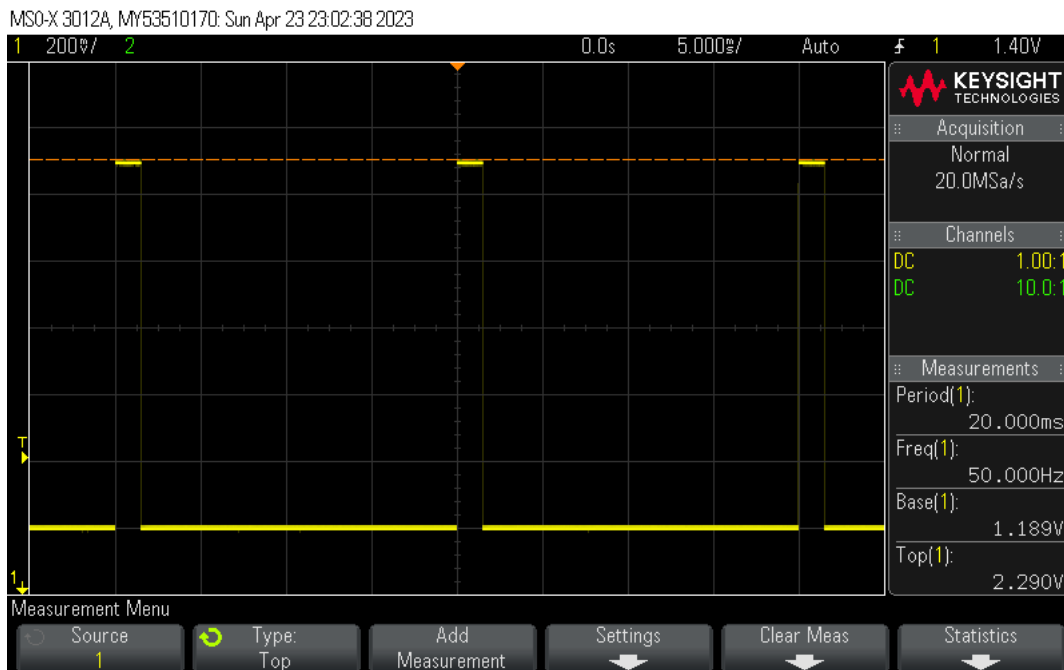 MSO-X 3012A, MY53510170: Sun Apr 23 23:02:38 2023
1 200mV/ 2 0.0s 5.000ms/ Auto 1 1.40V
KEYSIGHT
TECHNOLOGIES
Acquisition
Normal
20.0MSa/s
Channels
DC 1.00:1
DC 10.0:1
Measurements
Period(1):
20.000ms
Freq(1):
50.000Hz
Base(1):
1.189V
Top(1):
2.290V
T
1
Measurement Menu
Source
1
Type:
Top
Add
Measurement
Settings
Clear Meas
Statistics